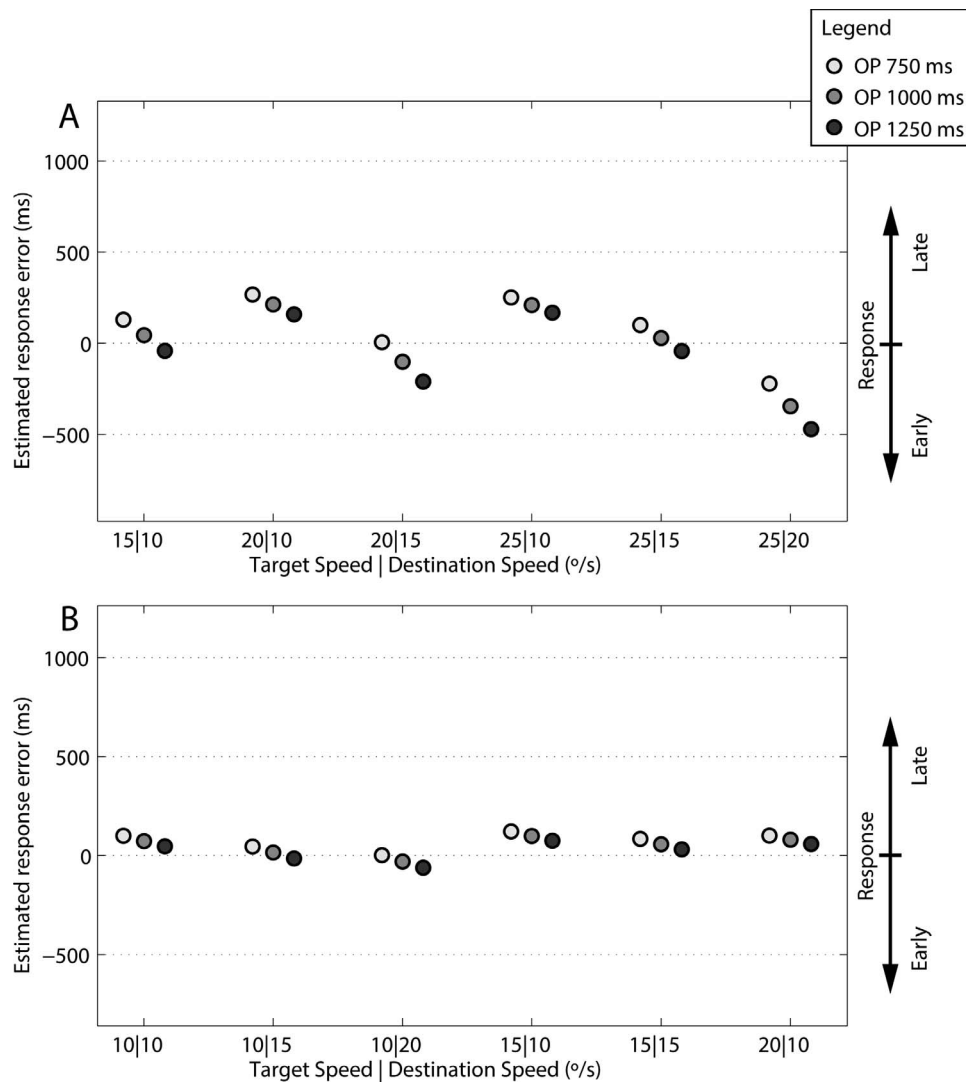 Legend
OP 750 ms
OP 1000 ms
OP 1250 ms
A
Estimated response error (ms)
1000
500
0
−500
15|10 20|10 20|15 25|10 25|15 25|20
Target Speed | Destination Speed (º/s)
Late
Response
Early
B
Estimated response error (ms)
1000
500
0
−500
10|10 10|15 10|20 15|10 15|15 20|10
Target Speed | Destination Speed (º/s)
Late
Response
Early